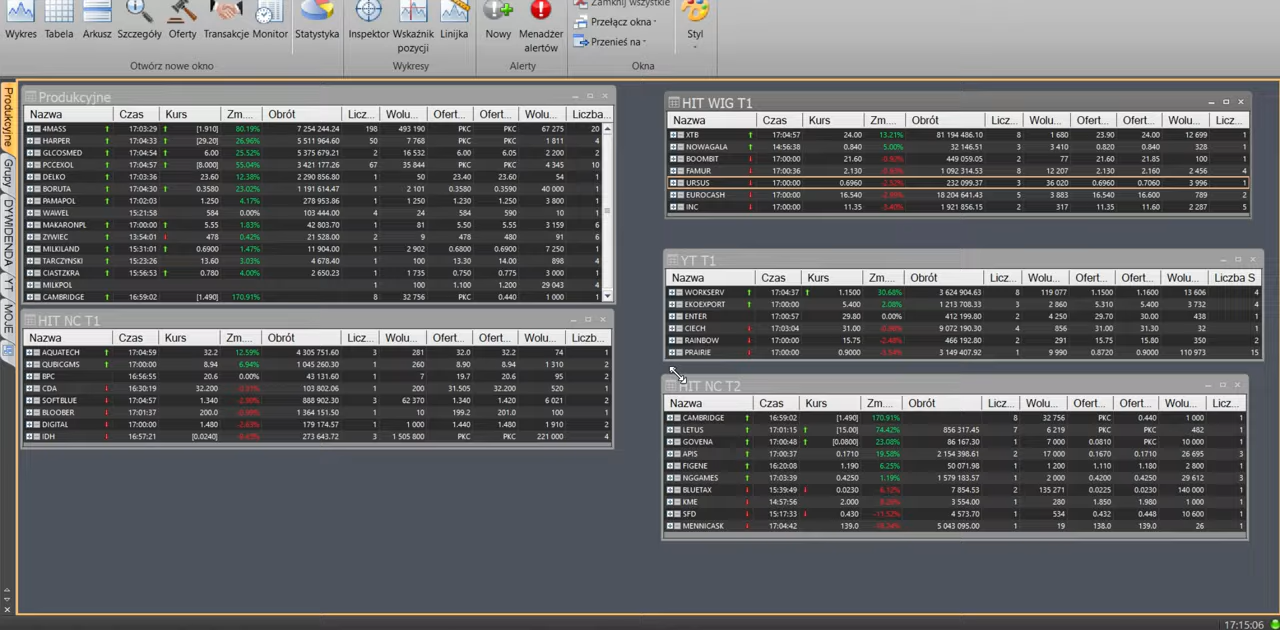 Zamknij wszystkie
Przełącz okna
Przenieś na
Wykres Tabela Arkusz Szczegóły Oferty Transakcje Monitor Statystyka Inspektor Wskaźnik pozycji Linijka Nowy Menadżer alertów Styl
Otwórz nowe okno Wykresy Alerty Okna
Produkcyjne
Grupy
DYWIDENDA
YT
MOJE
Produkcyjne
Nazwa Czas Kurs Zm.... Obrót Licz... Wolu... Ofert... Ofert... Wolu... Liczba...
4MASS 17:03:29 [1.910] 80.19% 7 254 244.24 198 493 190 PKC PKC 67 275 20
HARPER 17:04:33 [29.20] 26.96% 5 511 964.60 50 7 768 PKC PKC 1 811 4
GLCOSMED 17:04:54 6.00 25.52% 5 375 679.21 2 16 532 6.00 6.05 2 200 2
PCCEXOL 17:04:58 [8.000] 55.04% 3 421 177.26 67 35 844 PKC PKC 4 345 10
DELKO 17:03:36 23.60 12.38% 2 290 856.80 1 50 23.40 23.60 54 1
BORUTA 17:04:30 0.3580 23.02% 1 191 614.47 1 2 101 0.3580 0.3590 40 000 1
PAMAPOL 17:02:03 1.250 4.17% 278 953.86 1 1 250 1.230 1.250 3 800 1
WAWEL 15:21:58 584 0.00% 103 444.00 4 24 584 590 10 1
MAKARONPL 17:00:00 5.55 1.83% 42 803.70 1 81 5.50 5.55 3 159 6
ZYWIEC 13:54:01 478 0.42% 21 528.00 2 9 478 480 91 6
MILKILAND 15:31:01 0.6900 1.47% 11 904.00 1 2 902 0.6800 0.6900 7 250 1
TARCZYNSKI 15:23:26 13.60 3.03% 4 678.40 1 100 13.30 14.00 898 4
CIASTZKRA 15:56:53 0.780 4.00% 2 650.23 1 1 735 0.750 0.775 3 000 1
MILKPOL 100 1.100 1.200 29 043 4
CAMBRIDGE 16:59:02 [1.490] 170.91% 8 32 756 PKC 0.440 1 000 1
HIT NC T1
Nazwa Czas Kurs Zm.... Obrót Licz... Wolu... Ofert... Ofert... Wolu... Liczb...
AQUATECH 17:04:59 32.2 12.59% 4 305 751.60 3 281 32.0 32.2 74 1
QUBICGMS 17:00:00 8.94 6.94% 1 045 260.30 1 260 8.90 8.94 1 310 2
BPC 16:56:55 20.6 0.00% 43 131.60 1 7 19.7 20.6 95 2
CDA 16:30:19 32.200 103 802.06 1 200 31.505 32.200 520 1
SOFTBLUE 17:04:57 1.340 888 902.30 3 62 370 1.340 1.420 6 021 2
BLOOBER 17:01:37 200.0 1 364 151.50 1 10 199.2 201.0 100 1
DIGITAL 17:00:00 1.440 179 174.57 1 1 000 1.440 1.480 1 910 2
IDH 16:57:21 [0.0240] 273 643.72 3 1 505 800 PKC PKC 221 000 4
HIT WIG T1
Nazwa Czas Kurs Zm.... Obrót Licz... Wolu... Ofert... Ofert... Wolu... Licz...
XTB 17:04:57 24.00 13.21% 81 194 486.10 8 1 680 23.90 24.00 12 699 1
NOWAGALA 14:56:38 0.840 5.00% 32 146.51 3 3 410 0.820 0.840 328 1
BOOMBIT 17:00:00 21.60 449 059.05 2 77 21.60 21.85 100 1
FAMUR 17:00:00 2.130 1 092 314.53 8 12 207 2.130 2.160 2 456 4
URSUS 17:00:00 0.6960 232 099.37 3 36 020 0.6960 0.7060 3 996 1
EUROCASH 17:00:00 16.540 18 204 641.43 5 3 883 16.540 16.600 789 2
INC 17:00:00 11.35 1 921 856.15 2 317 11.35 11.60 2 287 5
YT T1
Nazwa Czas Kurs Zm.... Obrót Licz... Wolu... Ofert... Ofert... Wolu... Liczba S
WORKSERV 17:04:37 1.1500 30.68% 3 624 904.63 8 119 077 1.1500 1.1600 13 606 4
EKOEXPORT 17:00:00 5.400 2.08% 1 213 708.33 3 2 860 5.310 5.400 3 732 4
ENTER 17:00:57 29.80 0.00% 412 199.80 2 4 250 29.70 30.00 438 1
CIECH 17:03:04 31.00 9 072 190.30 4 856 31.00 31.30 32 1
RAINBOW 17:00:00 15.75 466 192.80 2 291 15.75 15.80 350 2
PRAIRIE 17:00:00 0.9000 3 149 407.92 1 9 990 0.8720 0.9000 110 973 15
HIT NC T2
Nazwa Czas Kurs Zm.... Obrót Licz... Wolu... Ofert... Ofert... Wolu... Licz...
CAMBRIDGE 16:59:02 [1.490] 170.91% 8 32 756 PKC 0.440 1 000 1
LETUS 17:01:15 [15.00] 74.42% 856 317.45 7 6 219 PKC PKC 482 1
GOVENA 17:00:48 [0.0800] 23.08% 86 167.30 1 7 000 0.0810 PKC 10 000 1
APIS 17:00:37 0.1710 19.58% 2 154 398.61 2 17 000 0.1670 0.1710 26 695 3
FIGENE 16:20:08 1.190 6.25% 50 071.98 1 1 200 1.110 1.180 2 800 1
NGGAMES 17:03:39 0.4250 1.19% 1 579 183.57 1 2 000 0.4200 0.4250 29 612 3
BLUETAX 15:39:49 0.0230 7 854.53 2 135 271 0.0225 0.0230 140 000 1
KME 14:57:56 2.000 3 554.00 1 280 1.850 1.980 1 000 1
SFD 15:17:33 0.430 -11.52% 4 573.70 1 534 0.432 0.448 10 600 1
MENNICASK 17:04:42 139.0 5 043 095.00 1 19 138.0 139.0 26 1
17:15:06